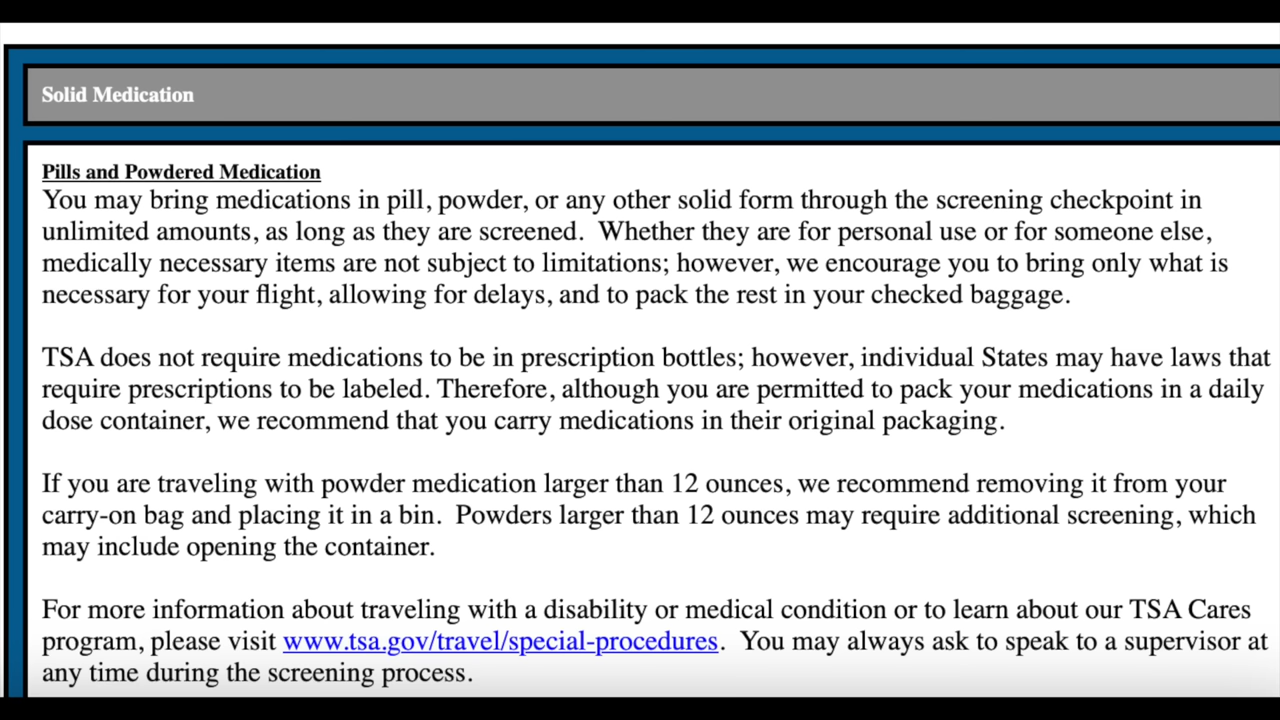 Solid Medication
Pills and Powdered Medication
You may bring medications in pill, powder, or any other solid form through the screening checkpoint in
unlimited amounts, as long as they are screened.  Whether they are for personal use or for someone else,
medically necessary items are not subject to limitations; however, we encourage you to bring only what is
necessary for your flight, allowing for delays, and to pack the rest in your checked baggage.
TSA does not require medications to be in prescription bottles; however, individual States may have laws that
require prescriptions to be labeled. Therefore, although you are permitted to pack your medications in a daily
dose container, we recommend that you carry medications in their original packaging.
If you are traveling with powder medication larger than 12 ounces, we recommend removing it from your
carry-on bag and placing it in a bin.  Powders larger than 12 ounces may require additional screening, which
may include opening the container.
For more information about traveling with a disability or medical condition or to learn about our TSA Cares
program, please visit www.tsa.gov/travel/special-procedures.  You may always ask to speak to a supervisor at
any time during the screening process.